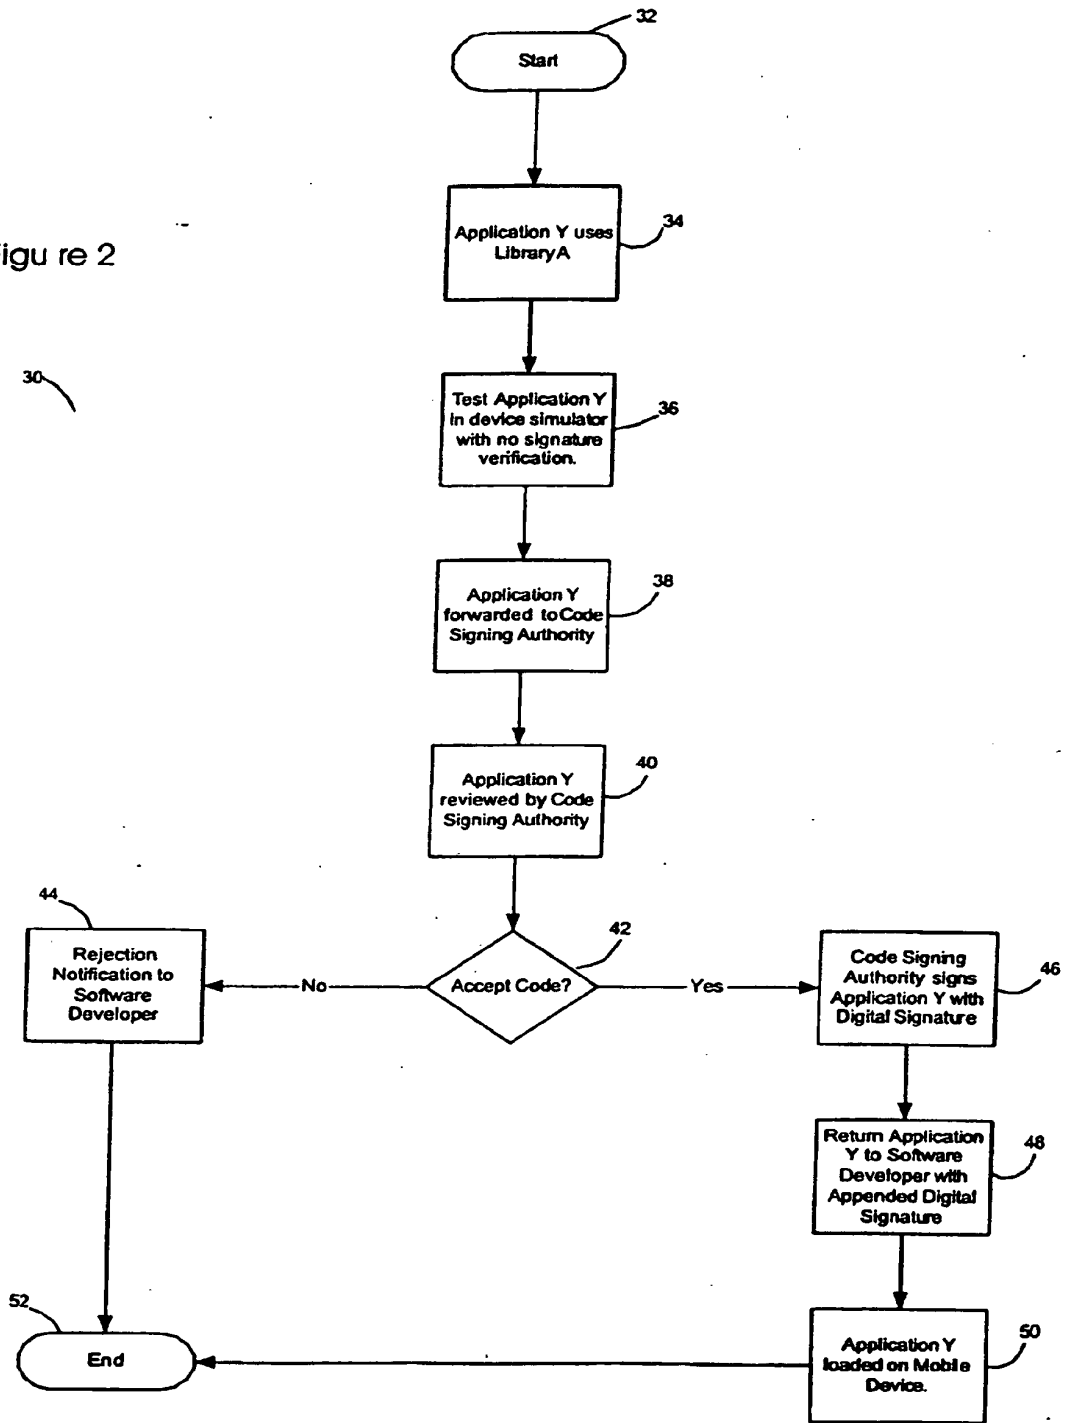 32
Start
Application Y uses
Library A
34
igu re 2
30
Test Application Y
in device simulator
with no signature
verification.
36
Application Y
forwarded to Code
Signing Authority
38
Application Y
reviewed by Code
Signing Authority
40
44
Rejection
Notification to
Software
Developer
No
Accept Code?
42
Yes
Code Signing
Authority signs
Application Y with
Digital Signature
46
Return Application
Y to Software
Developer with
Appended Digital
Signature
48
52
End
Application Y
loaded on Mobile
Device.
50